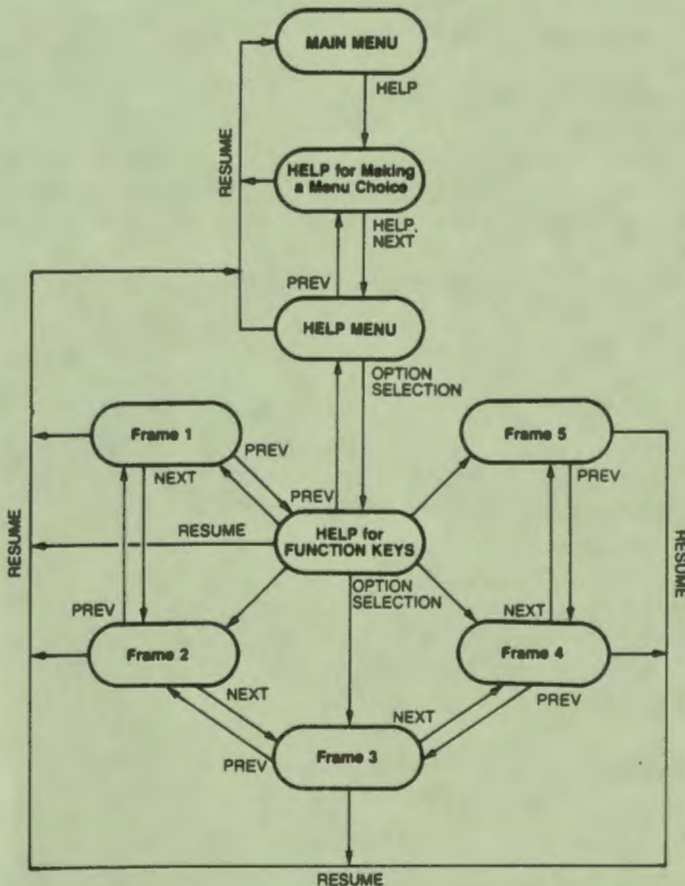 MAIN MENU
HELP
RESUME
HELP for Making
a Menu Choice
HELP,
NEXT
PREV
HELP MENU
OPTION
SELECTION
Frame 1
Frame 5
PREV
PREV
NEXT
PREV
HELP for
FUNCTION KEYS
RESUME
RESUME
RESUME
OPTION
SELECTION
PREV
NEXT
Frame 2
Frame 4
NEXT
NEXT
PREV
PREV
Frame 3
RESUME